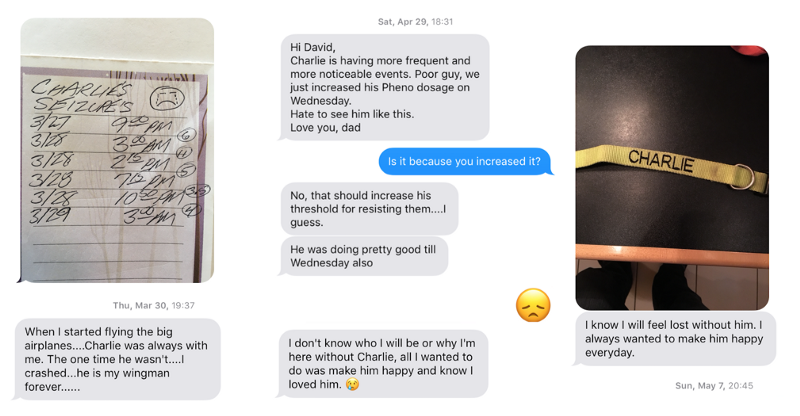 CHARLIE'S
SEIZURES
3/27 9:00 PM
3/28 3:00 AM 6
3/28 2:15 PM 4
3/28 7:12 PM 5
3/28 10:50 PM 3.5
3/29 3:00 AM 4
Thu, Mar 30, 19:37
When I started flying the big
airplanes....Charlie was always with
me. The one time he wasn't....I
crashed...he is my wingman
forever......
Sat, Apr 29, 18:31
Hi David,
Charlie is having more frequent and
more noticeable events. Poor guy, we
just increased his Pheno dosage on
Wednesday.
Hate to see him like this.
Love you, dad
Is it because you increased it?
No, that should increase his
threshold for resisting them....I
guess.
He was doing pretty good till
Wednesday also
I don't know who I will be or why I'm
here without Charlie, all I wanted to
do was make him happy and know I
loved him. 😢
CHARLIE
I know I will feel lost without him. I
always wanted to make him happy
everyday.
Sun, May 7, 20:45